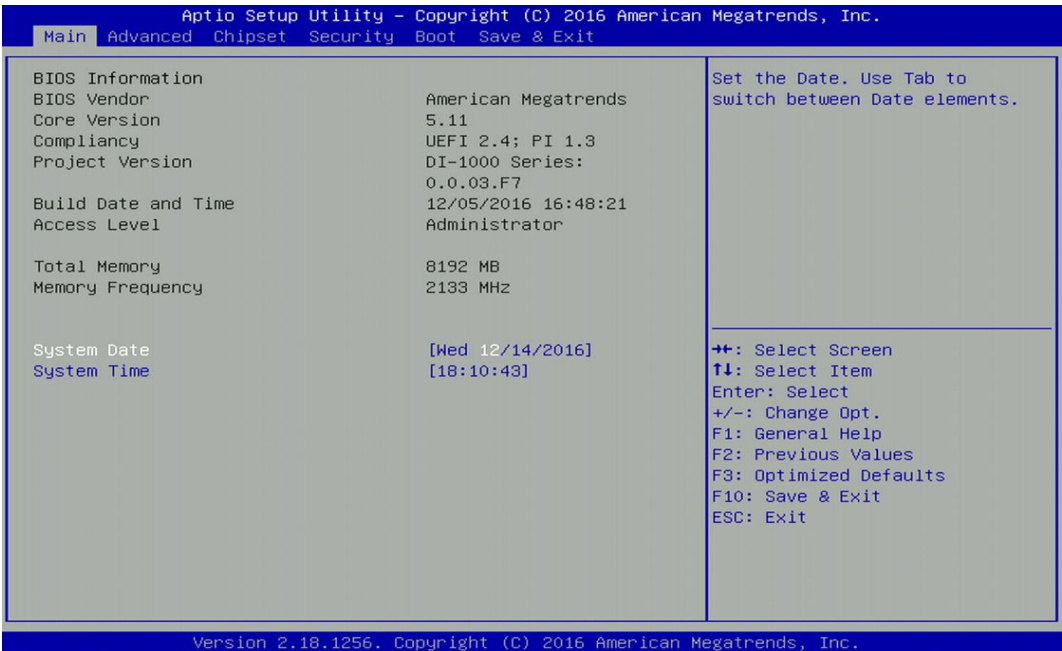 Aptio Setup Utility – Copyright (C) 2016 American Megatrends, Inc.
Main Advanced Chipset Security Boot Save & Exit
BIOS Information
BIOS Vendor American Megatrends
Core Version 5.11
Compliancy UEFI 2.4; PI 1.3
Project Version DI-1000 Series:
0.0.03.F7
Build Date and Time 12/05/2016 16:48:21
Access Level Administrator
Total Memory 8192 MB
Memory Frequency 2133 MHz
System Date [Wed 12/14/2016]
System Time [18:10:43]
Set the Date. Use Tab to
switch between Date elements.
→←: Select Screen
↑↓: Select Item
Enter: Select
+/-: Change Opt.
F1: General Help
F2: Previous Values
F3: Optimized Defaults
F10: Save & Exit
ESC: Exit
Version 2.18.1256. Copyright (C) 2016 American Megatrends, Inc.